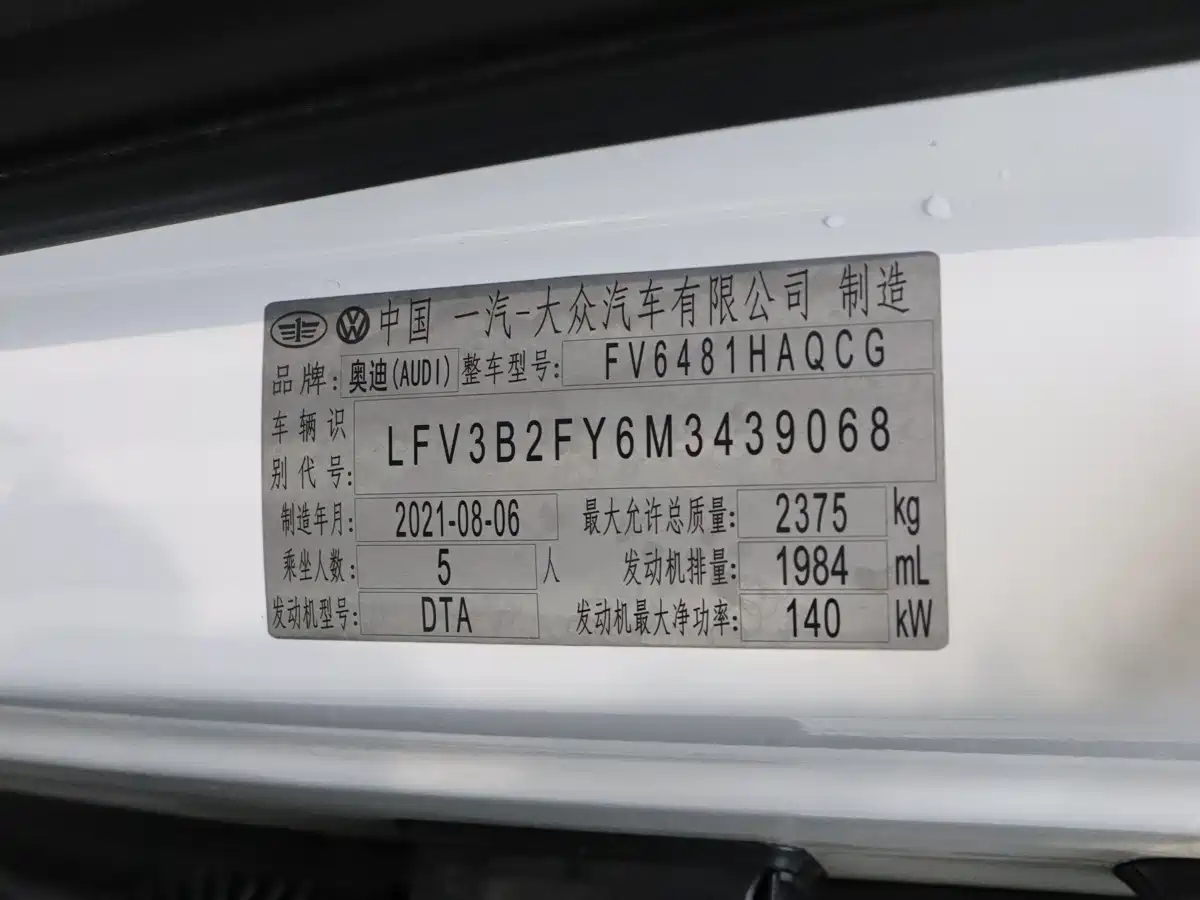 中国 一汽-大众汽车有限公司 制造
品牌: 奥迪(AUDI) 整车型号: FV6481HAQCG
车辆识别代号: LFV3B2FY6M3439068
制造年月: 2021-08-06 最大允许总质量: 2375 kg
乘坐人数: 5 人 发动机排量: 1984 mL
发动机型号: DTA 发动机最大净功率: 140 kW